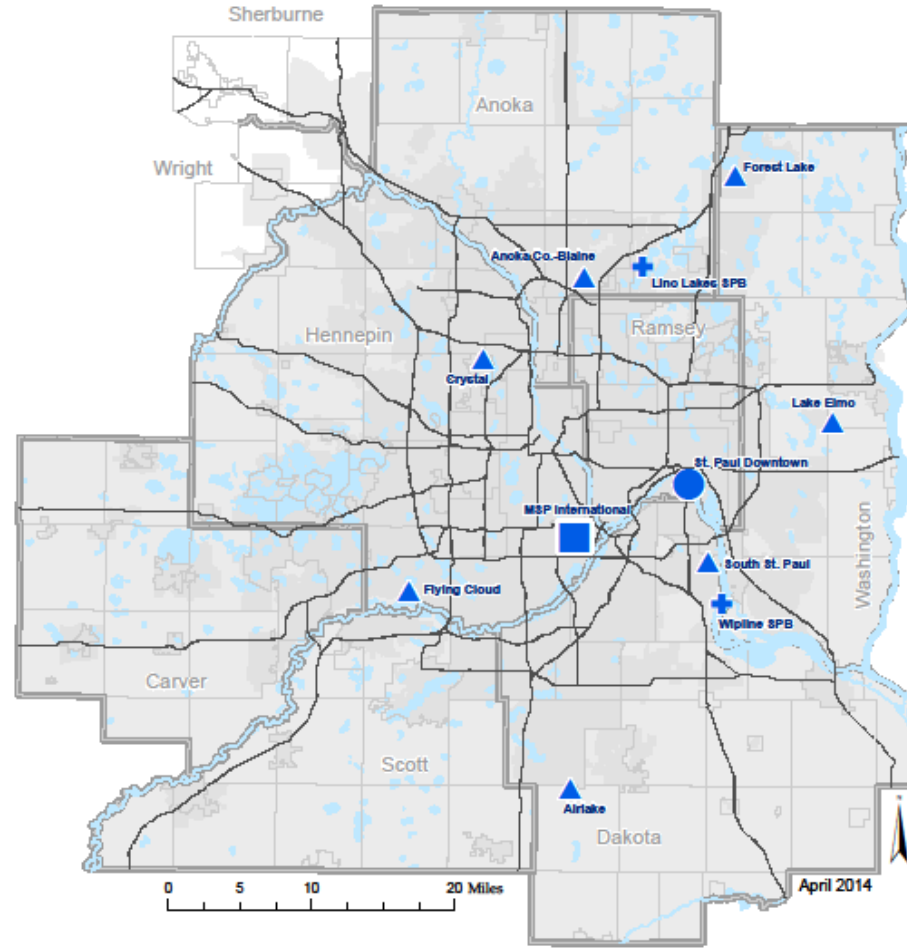 Sherburne
Anoka
Wright
Forest Lake
Anoka Co.-Blaine
Lino Lakes SPB
Ramsey
Hennepin
Crystal
Lake Elmo
St. Paul Downtown
MSP International
Washington
South St. Paul
Flying Cloud
Wipline SPB
Carver
Scott
Airlake
Dakota
0 5 10 20 Miles
April 2014